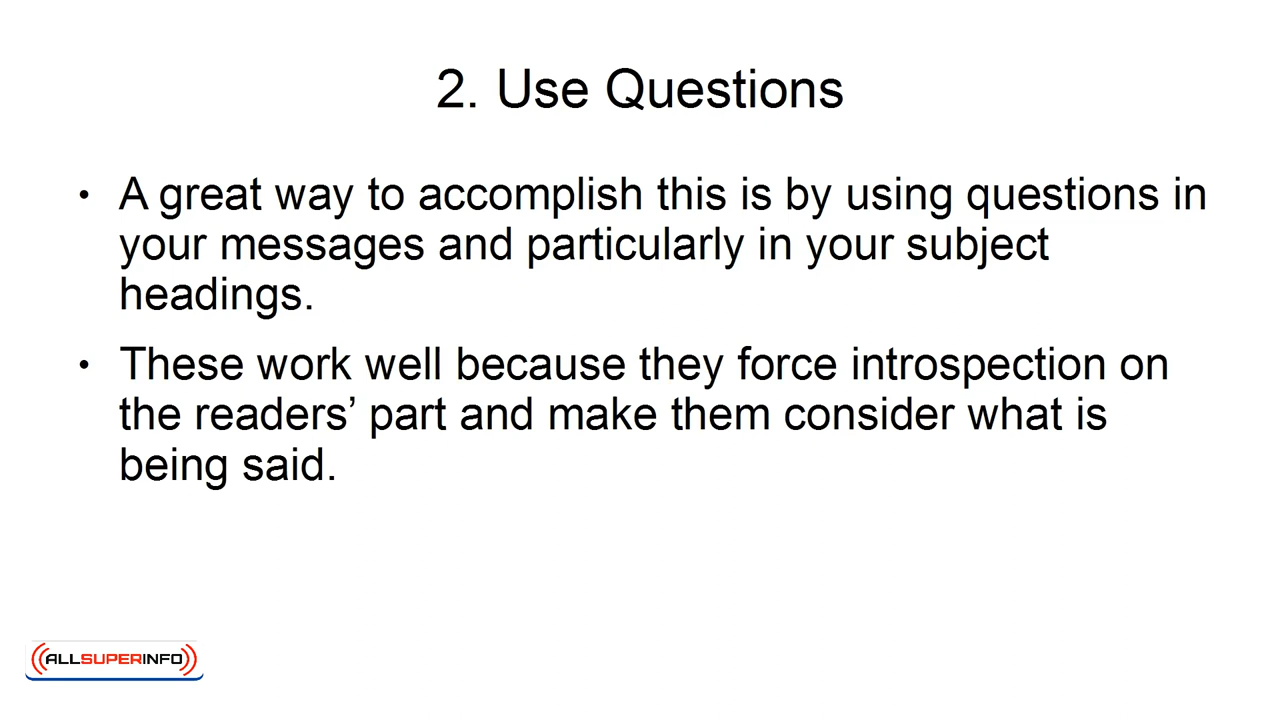 2. Use Questions
• A great way to accomplish this is by using questions in
your messages and particularly in your subject
headings.
• These work well because they force introspection on
the readers’ part and make them consider what is
being said.
ALLSUPERINFO